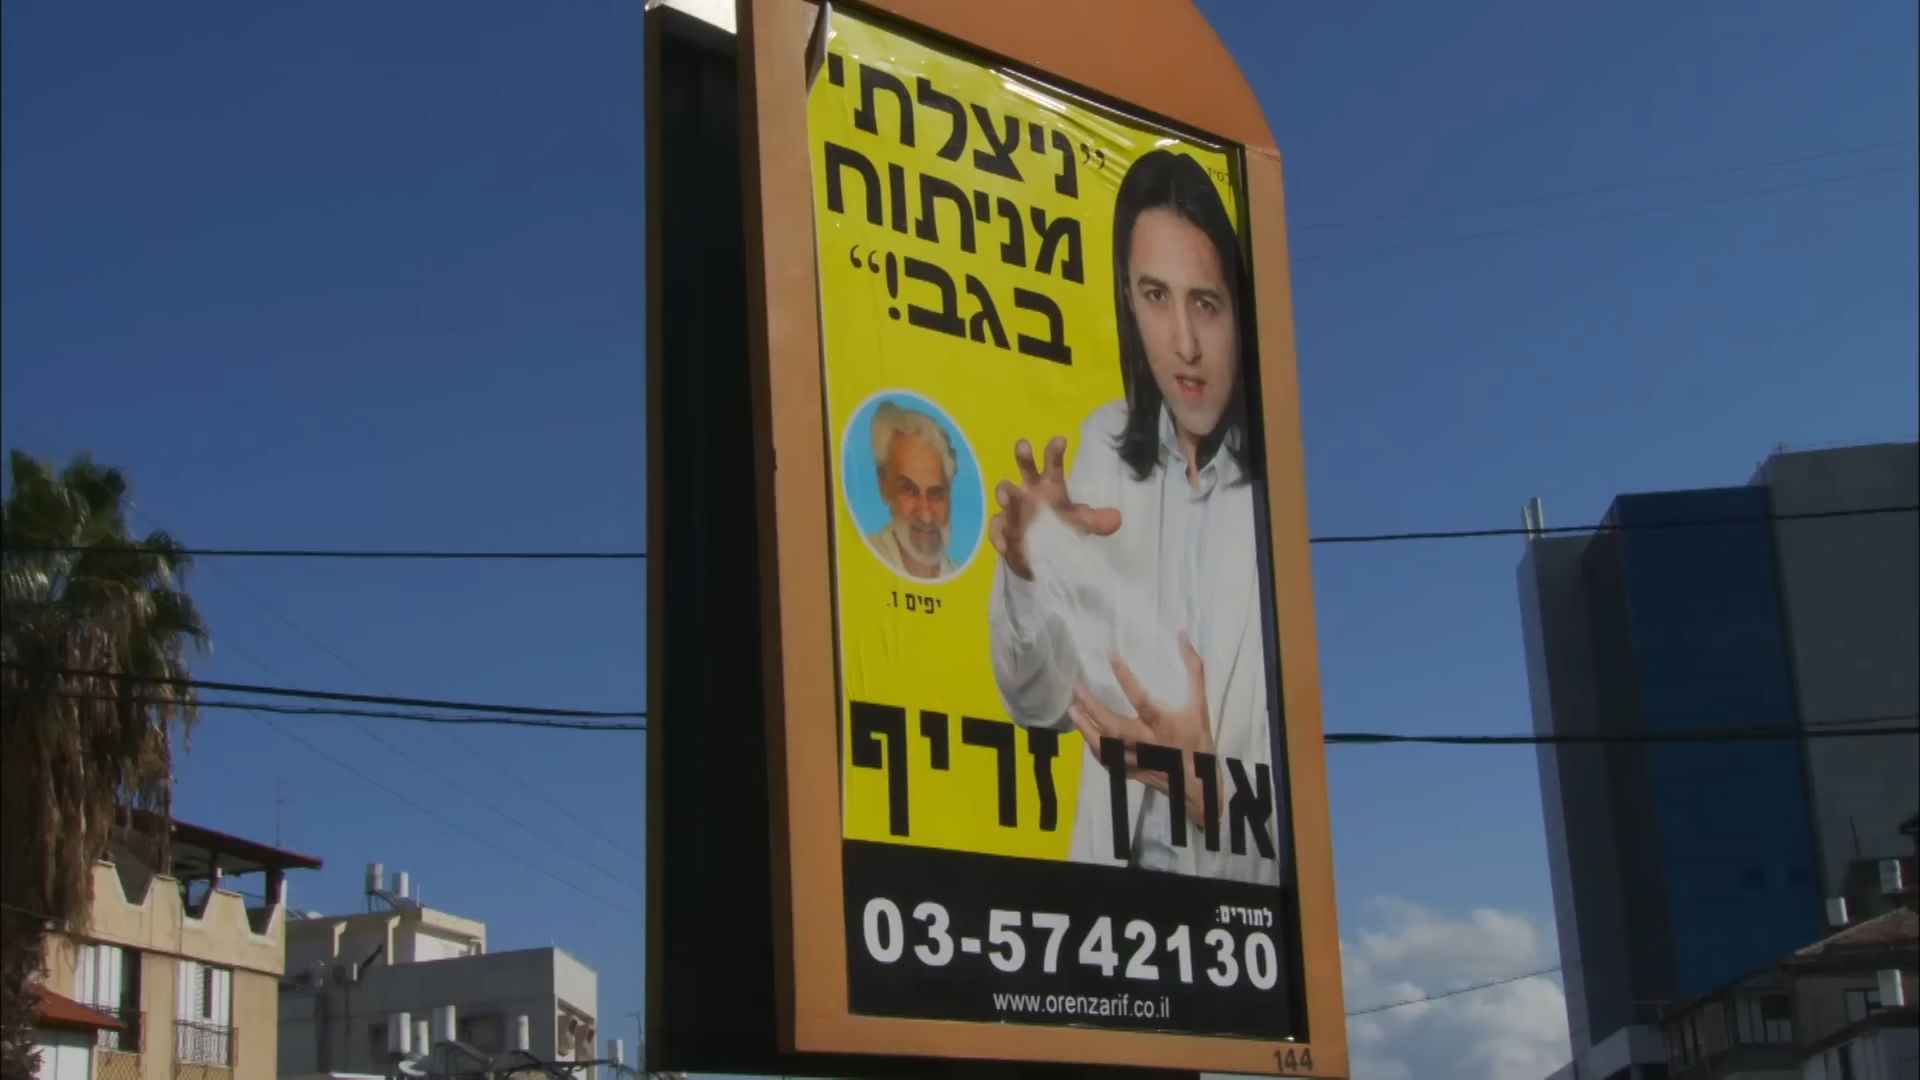 ”ניצלתי
מניתוח
בגב!“
יפים ו.
אורן זריף
לתורים:
03-5742130
www.orenzarif.co.il
144